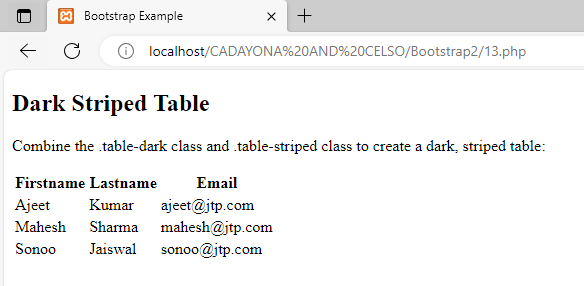 Bootstrap Example
localhost/CADAYONA%20AND%20CELSO/Bootstrap2/13.php
Dark Striped Table
Combine the .table-dark class and .table-striped class to create a dark, striped table:
Firstname Lastname Email
Ajeet Kumar ajeet@jtp.com
Mahesh Sharma mahesh@jtp.com
Sonoo Jaiswal sonoo@jtp.com